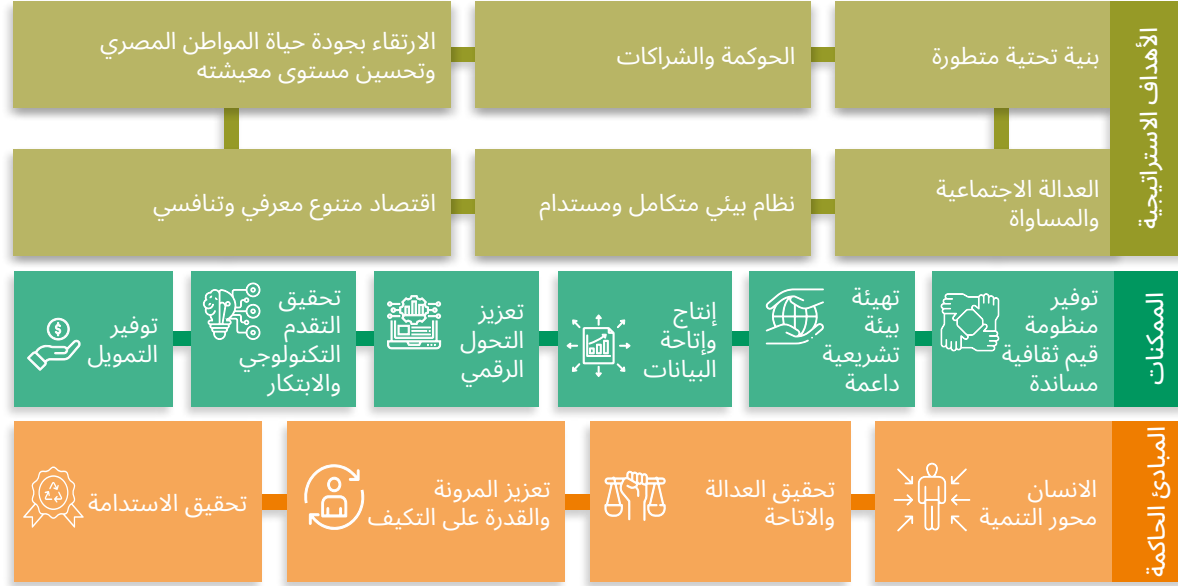 الأهداف الاستراتيجية
بنية تحتية متطورة
الحوكمة والشراكات
الارتقاء بجودة حياة المواطن المصري
وتحسين مستوى معيشته
العدالة الاجتماعية
والمساواة
نظام بيئي متكامل ومستدام
اقتصاد متنوع معرفي وتنافسي
الممكنات
توفير
منظومة
قيم ثقافية
مساندة
تهيئة
بيئة
تشريعية
داعمة
إنتاج
وإتاحة
البيانات
تعزيز
التحول
الرقمي
تحقيق
التقدم
التكنولوجي
والابتكار
توفير
التمويل
$
المبادئ الحاكمة
الانسان
محور التنمية
تحقيق العدالة
والاتاحة
تعزيز المرونة
والقدرة على التكيف
تحقيق الاستدامة